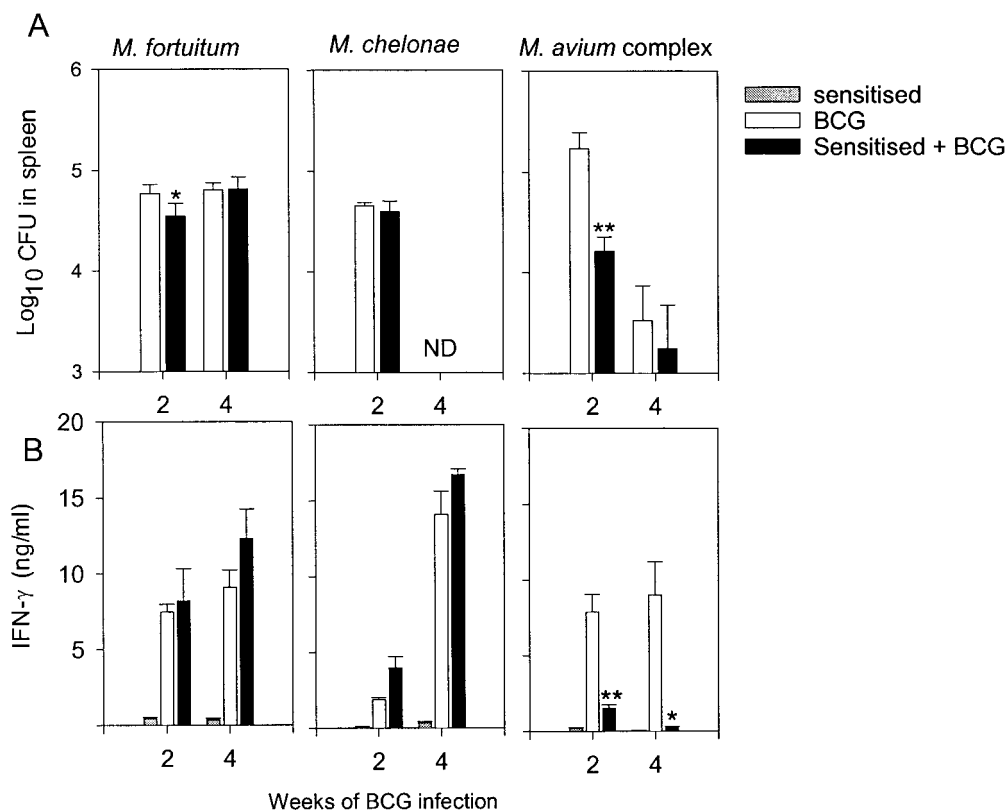 A
M. fortuitum
M. chelonae
M. avium complex
sensitised
BCG
Sensitised + BCG
Log10 CFU in spleen
6
5
4
3
*
ND
**
2 4
2 4
2 4
B
IFN-γ (ng/ml)
20
15
10
5
**
*
2 4
2 4
2 4
Weeks of BCG infection